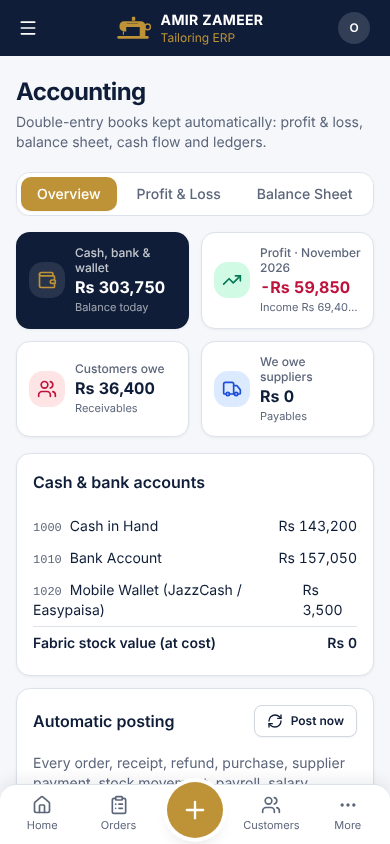 AMIR ZAMEER
Tailoring ERP
O
Accounting
Double-entry books kept automatically: profit & loss,
balance sheet, cash flow and ledgers.
Overview
Profit & Loss
Balance Sheet
Cash, bank &
wallet
Rs 303,750
Balance today
Profit · November
2026
-Rs 59,850
Income Rs 69,40...
Customers owe
Rs 36,400
Receivables
We owe
suppliers
Rs 0
Payables
Cash & bank accounts
1000 Cash in Hand Rs 143,200
1010 Bank Account Rs 157,050
1020 Mobile Wallet (JazzCash / Rs
Easypaisa) 3,500
Fabric stock value (at cost) Rs 0
Automatic posting
Post now
Every order, receipt, refund, purchase, supplier
payment, stock movement, payroll, salary
Home
Orders
Customers
More